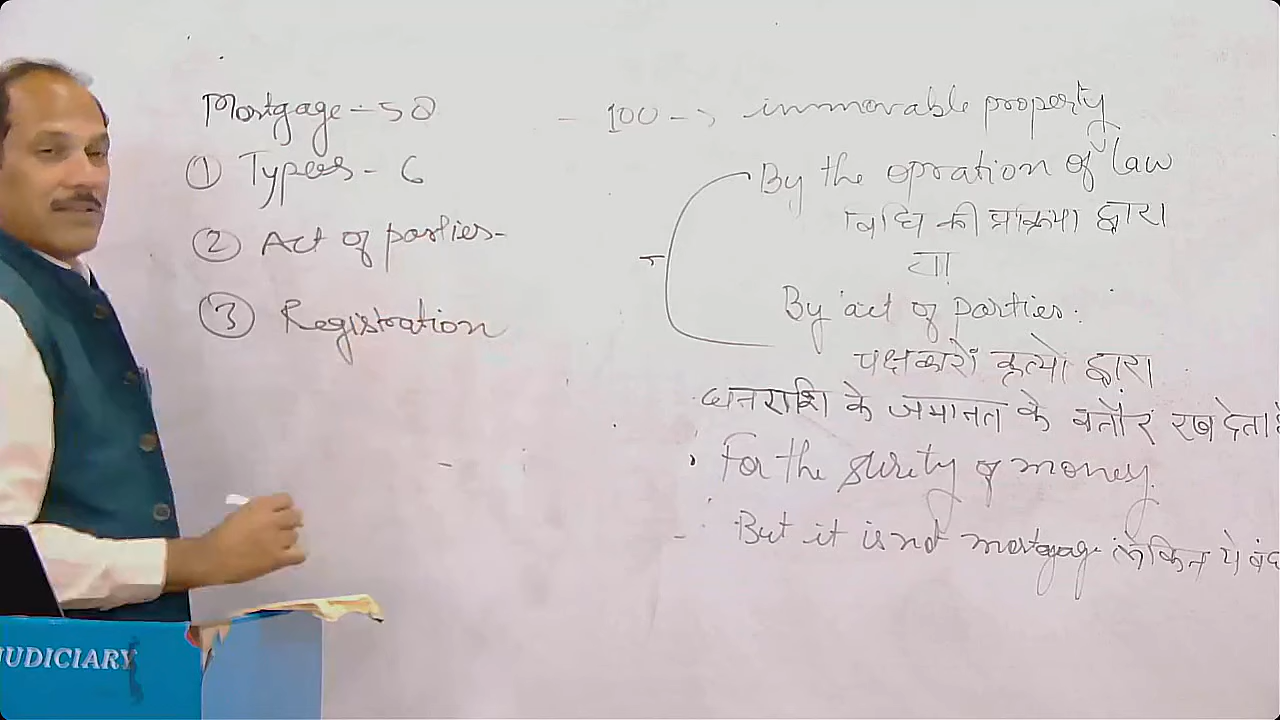 Mortgage - 58
① Typees - 6
② Act of parties -
③ Registration
- 100 -> immovable property
By the opration of law
विधि की प्रक्रिया द्वारा
या
By act of parties.
पक्षकारों कृत्यो द्वारा
धनराशि के जमानत के बतौर रख देता है
For the surity of money.
But it is not mortgage. लेकिन ये बंध
JUDICIARY